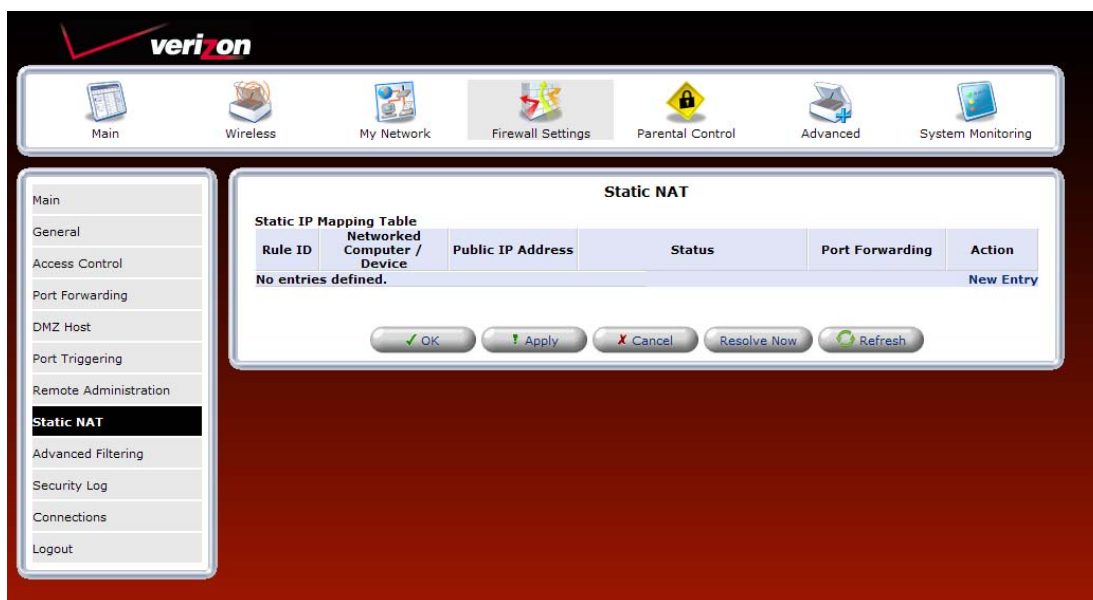 verizon
Main
Wireless
My Network
Firewall Settings
Parental Control
Advanced
System Monitoring
Main
General
Access Control
Port Forwarding
DMZ Host
Port Triggering
Remote Administration
Static NAT
Advanced Filtering
Security Log
Connections
Logout
Static NAT
Static IP Mapping Table
Rule ID
Networked
Computer /
Device
Public IP Address
Status
Port Forwarding
Action
No entries defined.
New Entry
OK
Apply
Cancel
Resolve Now
Refresh